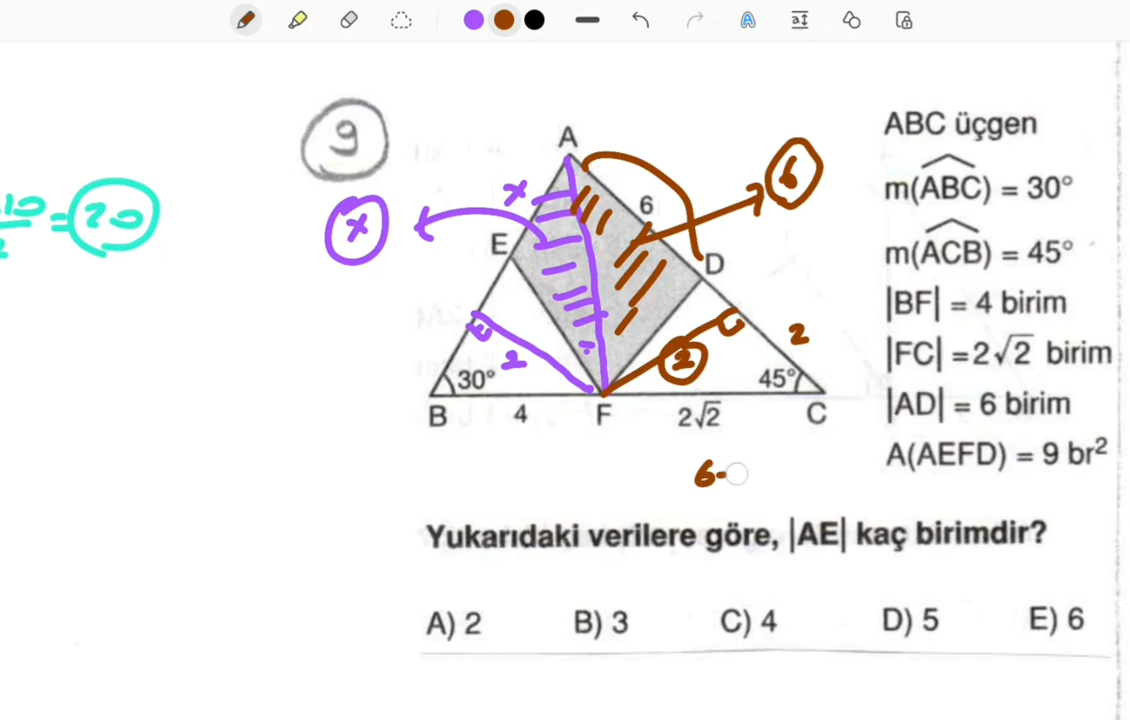 9
10
= 20
ABC üçgen
m(ABC) = 30°
m(ACB) = 45°
|BF| = 4 birim
|FC| = 2√2 birim
|AD| = 6 birim
A(AEFD) = 9 br²
A
x
x
6
6
E
D
2
2
2
30°
45°
B
4
F
2√2
C
6-
Yukarıdaki verilere göre, |AE| kaç birimdir?
A) 2 B) 3 C) 4 D) 5 E) 6